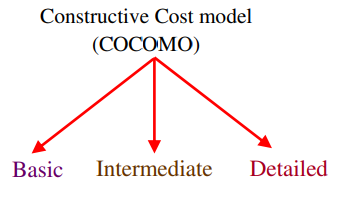 Constructive Cost model
(COCOMO)
Basic Intermediate Detailed